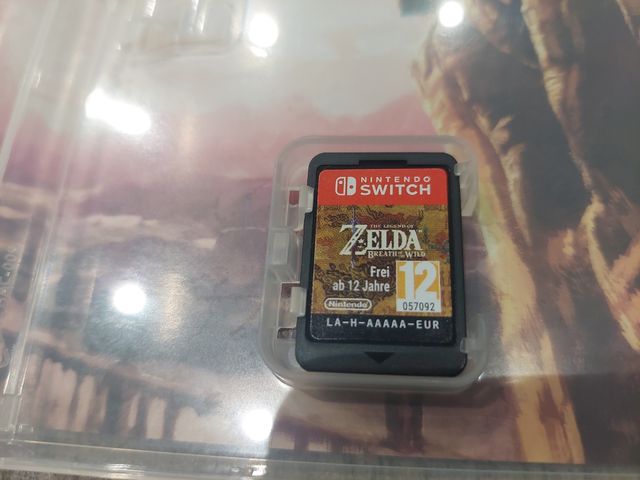 NINTENDO
SWITCH
THE LEGEND OF
ZELDA
BREATH OF THE WILD
Frei
ab 12 Jahre
12
057092
Nintendo
LA-H-AAAAA-EUR